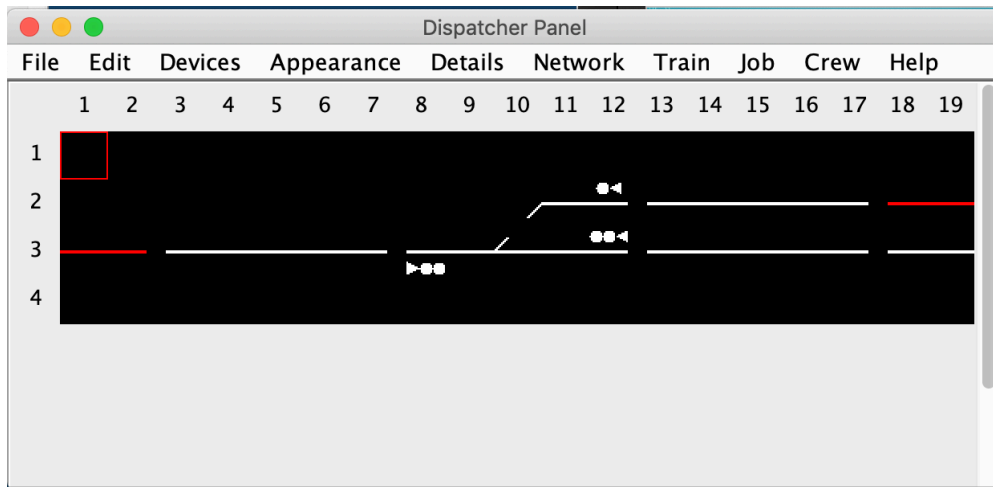 Dispatcher Panel
File Edit Devices Appearance Details Network Train Job Crew Help
1 2 3 4 5 6 7 8 9 10 11 12 13 14 15 16 17 18 19
1
2
3
4